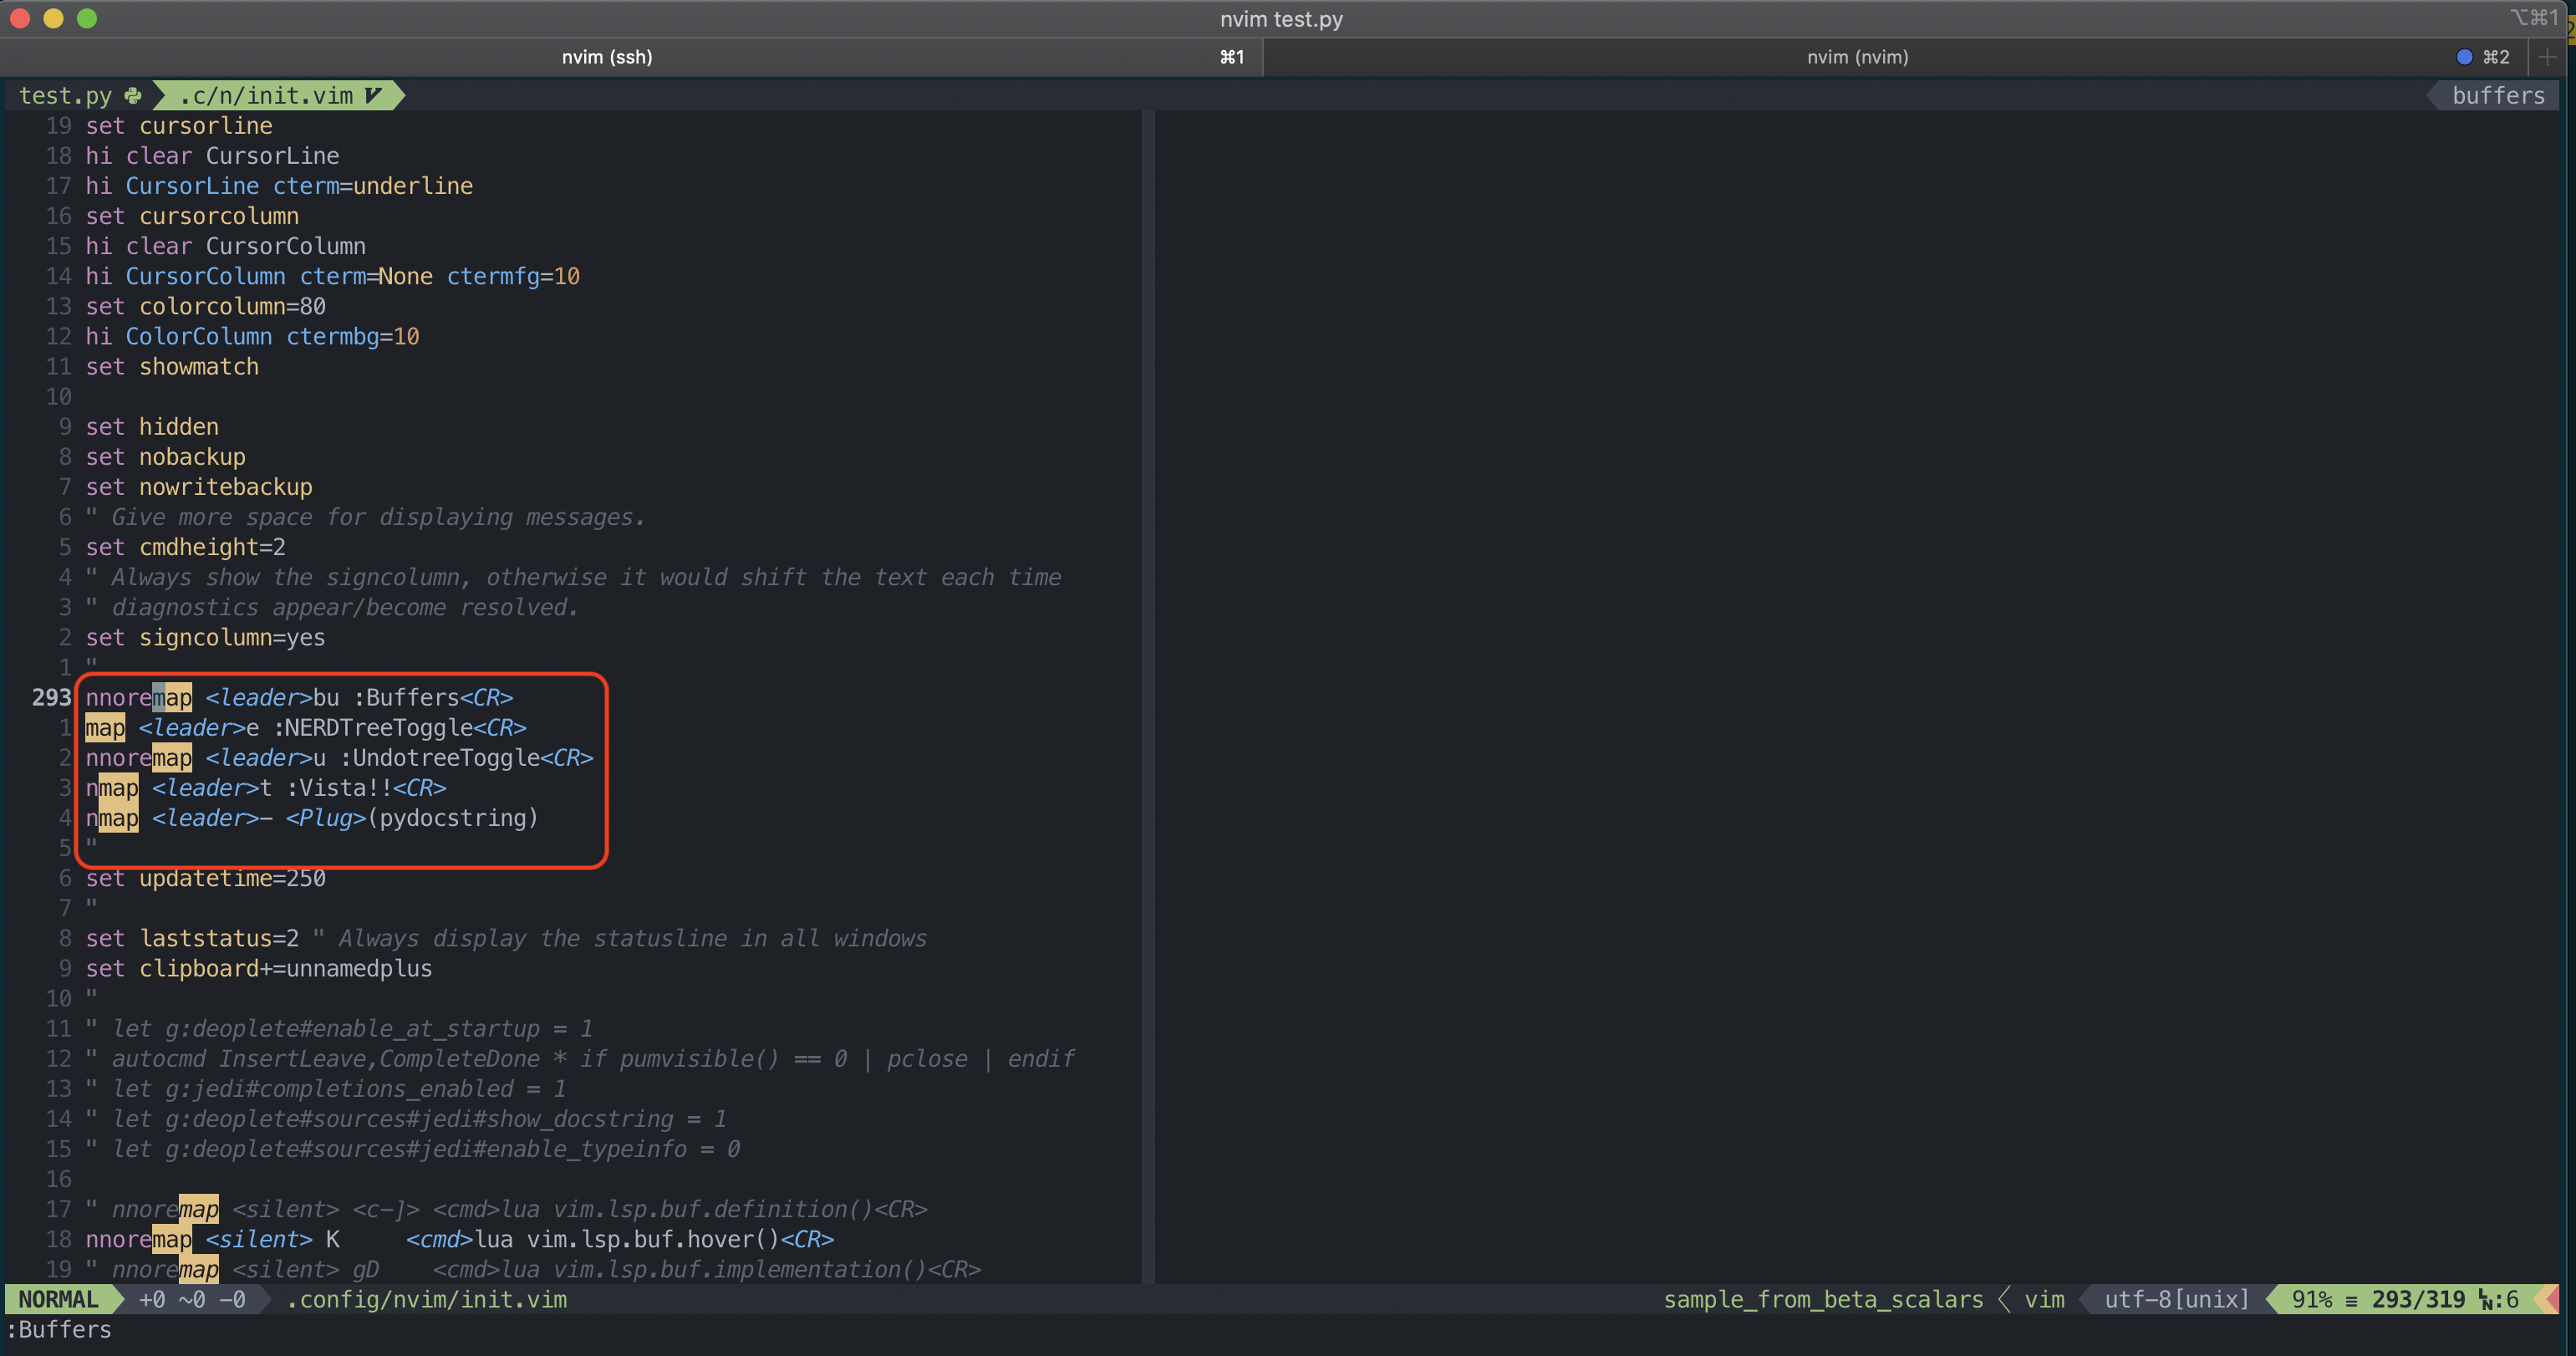 nvim test.py
⌥⌘1
nvim (ssh) ⌘1
nvim (nvim) ⌘2
test.py .c/n/init.vim buffers
19 set cursorline
18 hi clear CursorLine
17 hi CursorLine cterm=underline
16 set cursorcolumn
15 hi clear CursorColumn
14 hi CursorColumn cterm=None ctermfg=10
13 set colorcolumn=80
12 hi ColorColumn ctermbg=10
11 set showmatch
10
9 set hidden
8 set nobackup
7 set nowritebackup
6 " Give more space for displaying messages.
5 set cmdheight=2
4 " Always show the signcolumn, otherwise it would shift the text each time
3 " diagnostics appear/become resolved.
2 set signcolumn=yes
1 "
293 nnoremap <leader>bu :Buffers<CR>
1 map <leader>e :NERDTreeToggle<CR>
2 nnoremap <leader>u :UndotreeToggle<CR>
3 nmap <leader>t :Vista!!<CR>
4 nmap <leader>- <Plug>(pydocstring)
5 "
6 set updatetime=250
7 "
8 set laststatus=2 " Always display the statusline in all windows
9 set clipboard+=unnamedplus
10 "
11 " let g:deoplete#enable_at_startup = 1
12 " autocmd InsertLeave,CompleteDone * if pumvisible() == 0 | pclose | endif
13 " let g:jedi#completions_enabled = 1
14 " let g:deoplete#sources#jedi#show_docstring = 1
15 " let g:deoplete#sources#jedi#enable_typeinfo = 0
16
17 " nnoremap <silent> <c-]> <cmd>lua vim.lsp.buf.definition()<CR>
18 nnoremap <silent> K     <cmd>lua vim.lsp.buf.hover()<CR>
19 " nnoremap <silent> gD    <cmd>lua vim.lsp.buf.implementation()<CR>
NORMAL +0 ~0 -0 .config/nvim/init.vim sample_from_beta_scalars vim utf-8[unix] 91% ≡ 293/319 ㏑:6
:Buffers